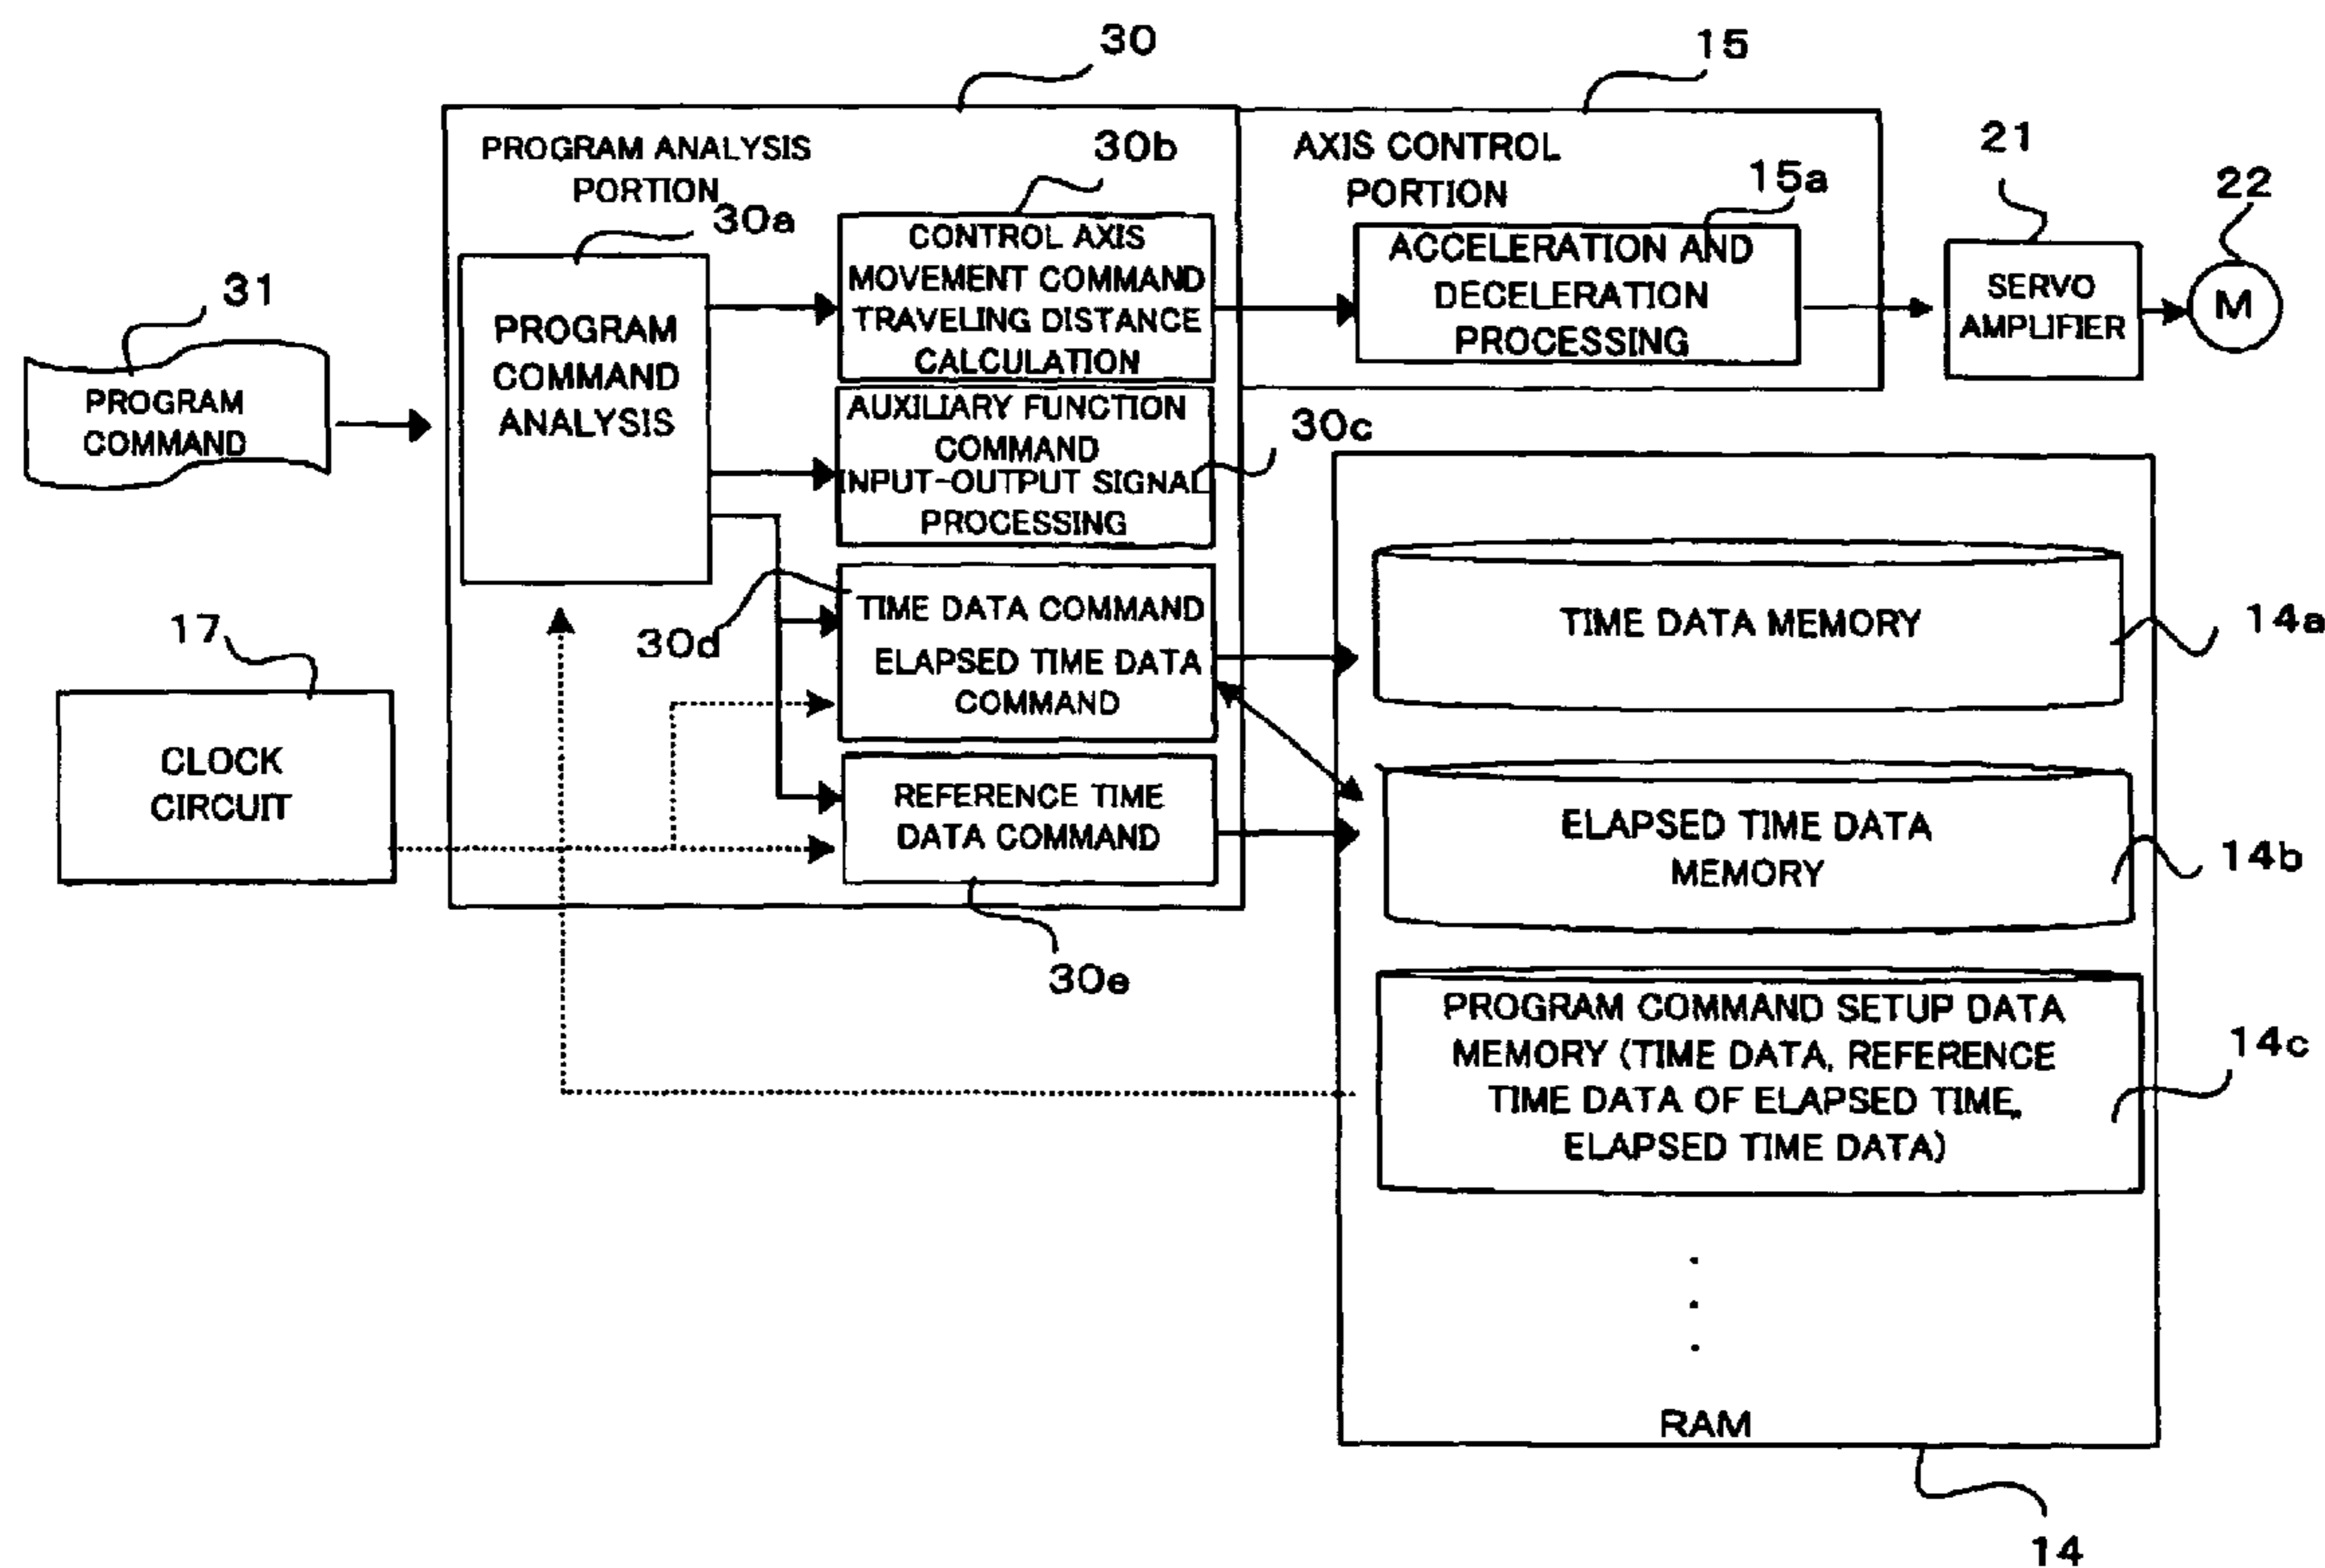 30
15
PROGRAM ANALYSIS
PORTION
30b
AXIS CONTROL
PORTION
15a
21
22
30a
CONTROL AXIS
MOVEMENT COMMAND
TRAVELING DISTANCE
CALCULATION
ACCELERATION AND
DECELERATION
PROCESSING
SERVO
AMPLIFIER
M
31
PROGRAM
COMMAND
PROGRAM
COMMAND
ANALYSIS
AUXILIARY FUNCTION
COMMAND
INPUT-OUTPUT SIGNAL
PROCESSING
30c
17
30d
TIME DATA COMMAND
ELAPSED TIME DATA
COMMAND
TIME DATA MEMORY
14a
CLOCK
CIRCUIT
REFERENCE TIME
DATA COMMAND
ELAPSED TIME DATA
MEMORY
14b
30e
PROGRAM COMMAND SETUP DATA
MEMORY (TIME DATA, REFERENCE
TIME DATA OF ELAPSED TIME,
ELAPSED TIME DATA)
14c
RAM
14